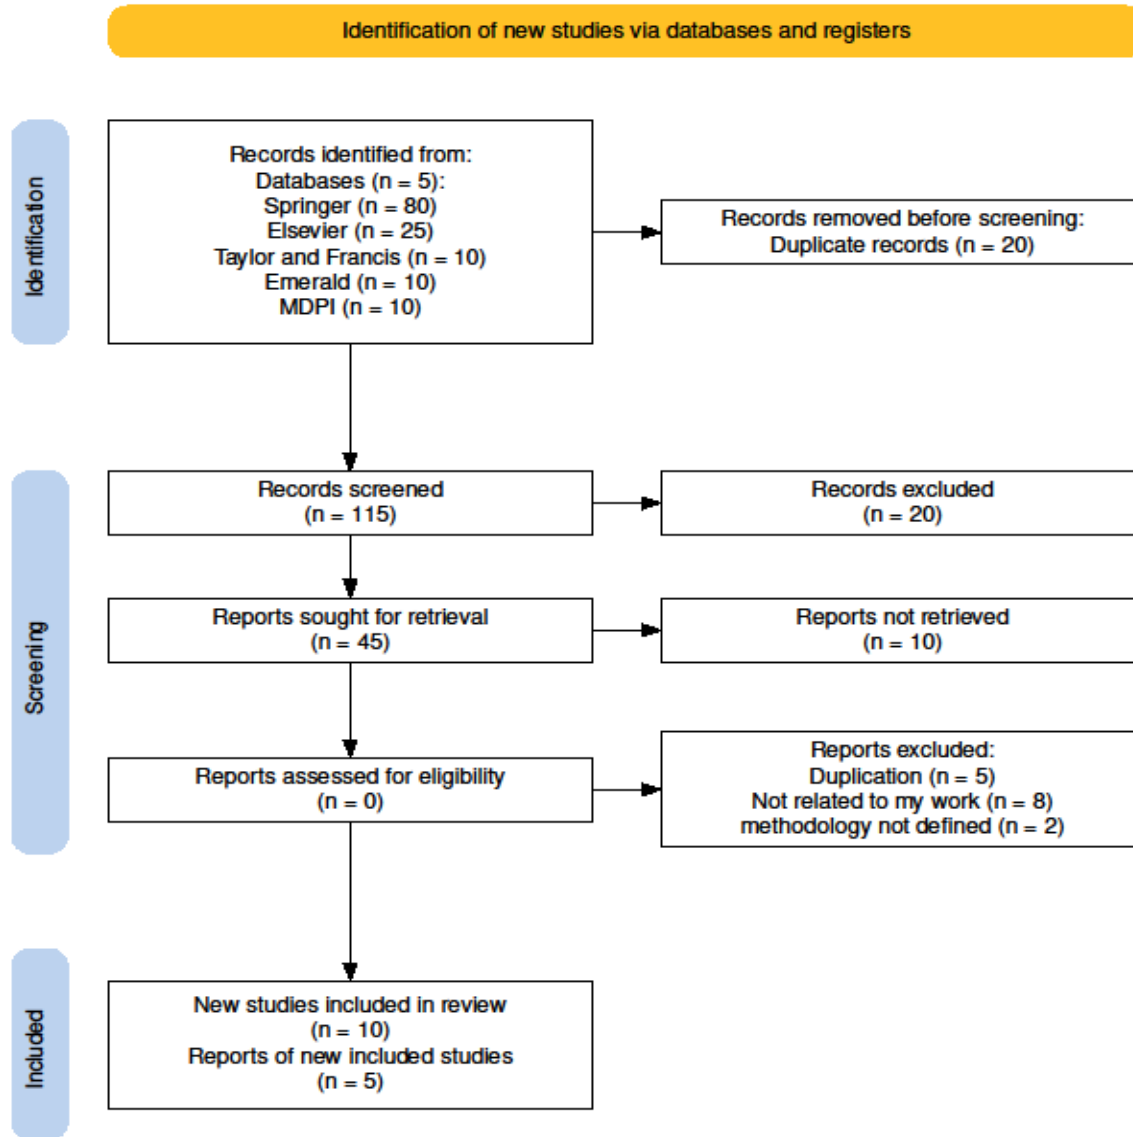 Identification of new studies via databases and registers
Identification
Records identified from:
Databases (n = 5):
Springer (n = 80)
Elsevier (n = 25)
Taylor and Francis (n = 10)
Emerald (n = 10)
MDPI (n = 10)
Records removed before screening:
Duplicate records (n = 20)
Screening
Records screened
(n = 115)
Records excluded
(n = 20)
Reports sought for retrieval
(n = 45)
Reports not retrieved
(n = 10)
Reports assessed for eligibility
(n = 0)
Reports excluded:
Duplication (n = 5)
Not related to my work (n = 8)
methodology not defined (n = 2)
Included
New studies included in review
(n = 10)
Reports of new included studies
(n = 5)